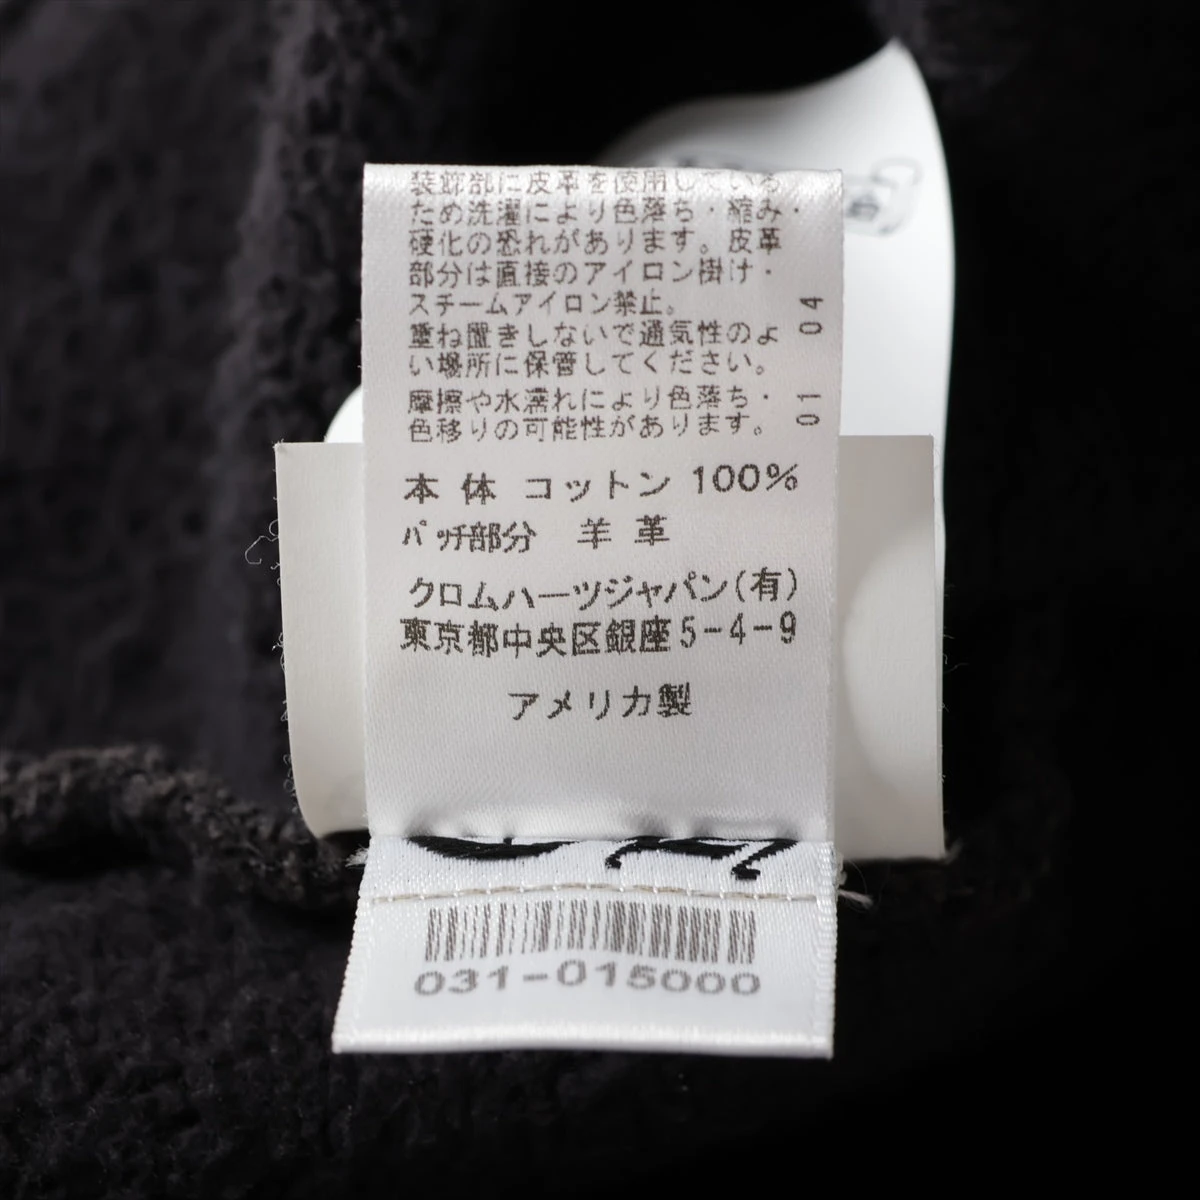 装飾部に皮革を使用している
ため洗濯により色落ち・縮み・
硬化の恐れがあります。皮革
部分は直接のアイロン掛け・
スチームアイロン禁止。
重ね置きしないで通気性のよ
い場所に保管してください。
摩擦や水濡れにより色落ち・
色移りの可能性があります。
01 04
本 体 コットン 100%
パッチ部分 羊 革
クロムハーツジャパン(有)
東京都中央区銀座5-4-9
アメリカ製
031-015000